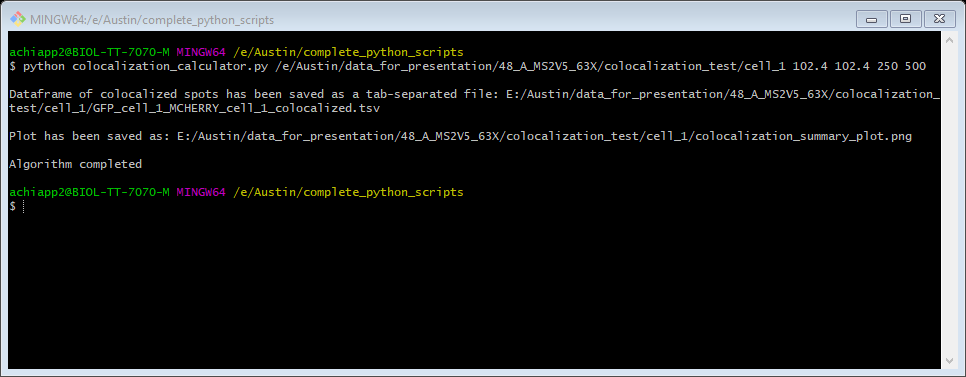 MINGW64:/e/Austin/complete_python_scripts
achiapp2@BIOL-TT-7070-M MINGW64 /e/Austin/complete_python_scripts
$ python colocalization_calculator.py /e/Austin/data_for_presentation/48_A_MS2V5_63X/colocalization_test/cell_1 102.4 102.4 250 500
Dataframe of colocalized spots has been saved as a tab-separated file: E:/Austin/data_for_presentation/48_A_MS2V5_63X/colocalization_
test/cell_1/GFP_cell_1_MCHERRY_cell_1_colocalized.tsv
Plot has been saved as: E:/Austin/data_for_presentation/48_A_MS2V5_63X/colocalization_test/cell_1/colocalization_summary_plot.png
Algorithm completed
achiapp2@BIOL-TT-7070-M MINGW64 /e/Austin/complete_python_scripts
$